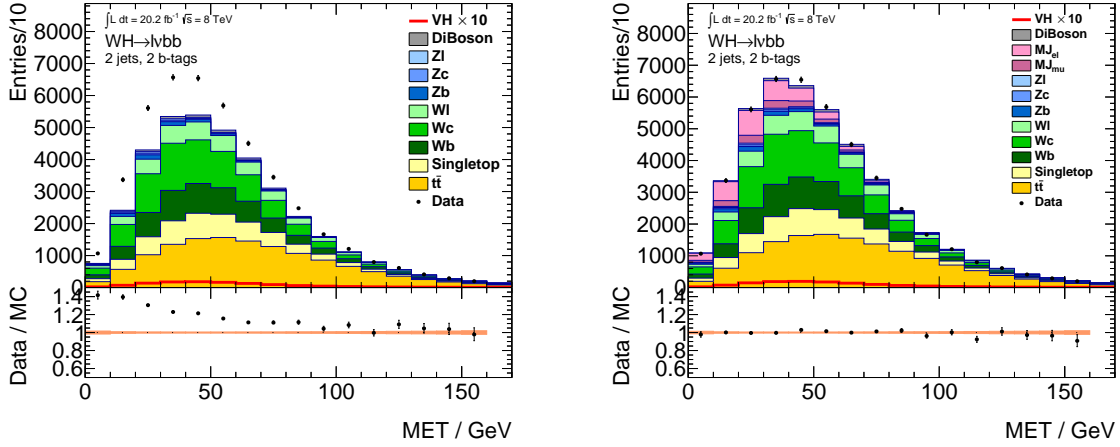 ∫L dt = 20.2 fb⁻¹ √s = 8 TeV
WH→lνbb
2 jets, 2 b-tags
VH × 10
DiBoson
Zl
Zc
Zb
Wl
Wc
Wb
Singletop
tt̄
Data
Entries/10
8000
7000
6000
5000
4000
3000
2000
1000
0
Data / MC
1.4
1.2
1
0.8
0.6
0 50 100 150
MET / GeV
∫L dt = 20.2 fb⁻¹ √s = 8 TeV
WH→lνbb
2 jets, 2 b-tags
VH × 10
DiBoson
MJel
MJmu
Zl
Zc
Zb
Wl
Wc
Wb
Singletop
tt̄
Data
Entries/10
8000
7000
6000
5000
4000
3000
2000
1000
0
Data / MC
1.4
1.2
1
0.8
0.6
0 50 100 150
MET / GeV